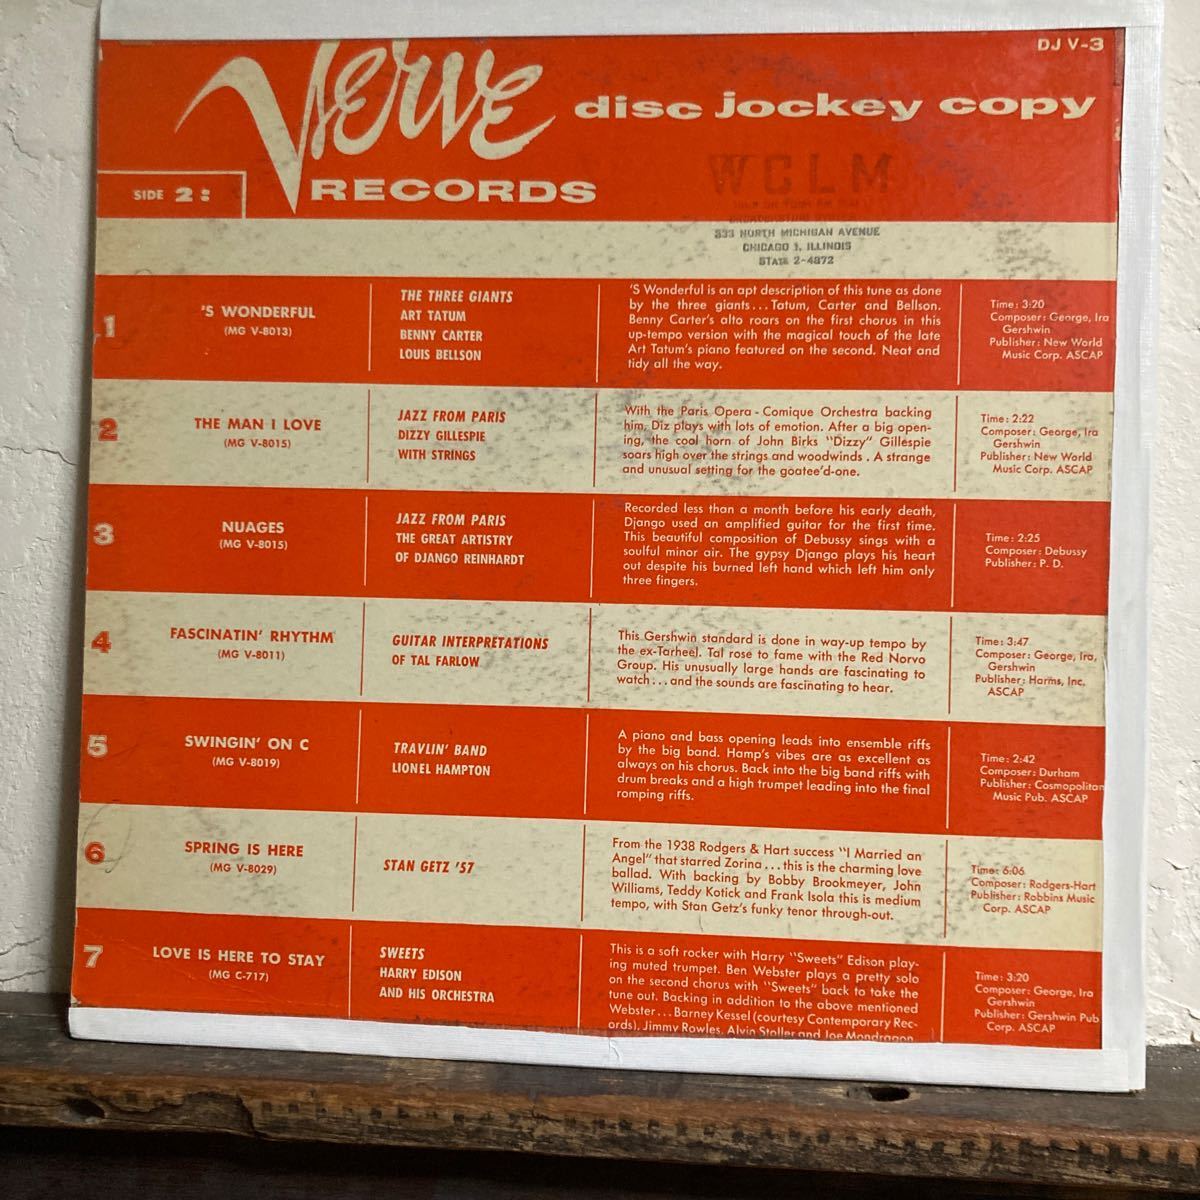 DJ V-3
Verve
RECORDS
disc jockey copy
SIDE 2:
WCLM
333 NORTH MICHIGAN AVENUE
CHICAGO 1, ILLINOIS
STATE 2-4872
1
'S WONDERFUL
(MG V-8013)
THE THREE GIANTS
ART TATUM
BENNY CARTER
LOUIS BELLSON
'S Wonderful is an apt description of this tune as done
by the three giants... Tatum, Carter and Bellson.
Benny Carter's alto roars on the first chorus in this
up-tempo version with the magical touch of the late
Art Tatum's piano featured on the second. Neat and
tidy all the way.
Time: 3:20
Composer: George, Ira
Gershwin
Publisher: New World
Music Corp. ASCAP
2
THE MAN I LOVE
(MG V-8015)
JAZZ FROM PARIS
DIZZY GILLESPIE
WITH STRINGS
With the Paris Opera - Comique Orchestra backing
him, Diz plays with lots of emotion. After a big open-
ing, the cool horn of John Birks "Dizzy" Gillespie
soars high over the strings and woodwinds. A strange
and unusual setting for the goatee'd-one.
Time: 2:22
Composer: George, Ira
Gershwin
Publisher: New World
Music Corp. ASCAP
3
NUAGES
(MG V-8015)
JAZZ FROM PARIS
THE GREAT ARTISTRY
OF DJANGO REINHARDT
Recorded less than a month before his early death,
Django used an amplified guitar for the first time.
This beautiful composition of Debussy sings with a
soulful minor air. The gypsy Django plays his heart
out despite his burned left hand which left him only
three fingers.
Time: 2:25
Composer: Debussy
Publisher: P. D.
4
FASCINATIN' RHYTHM
(MG V-8011)
GUITAR INTERPRETATIONS
OF TAL FARLOW
This Gershwin standard is done in way-up tempo by
the ex-Tarheel. Tal rose to fame with the Red Norvo
Group. His unusually large hands are fascinating to
watch... and the sounds are fascinating to hear.
Time: 3:47
Composer: George, Ira,
Gershwin
Publisher: Harms, Inc.
ASCAP
5
SWINGIN' ON C
(MG V-8019)
TRAVLIN' BAND
LIONEL HAMPTON
A piano and bass opening leads into ensemble riffs
by the big band. Hamp's vibes are as excellent as
always on his chorus. Back into the big band riffs with
drum breaks and a high trumpet leading into the final
romping riffs.
Time: 2:42
Composer: Durham
Publisher: Cosmopolitan
Music Pub. ASCAP
6
SPRING IS HERE
(MG V-8029)
STAN GETZ '57
From the 1938 Rodgers & Hart success "I Married an
Angel" that starred Zorina... this is the charming love
ballad. With backing by Bobby Brookmeyer, John
Williams, Teddy Kotick and Frank Isola this is medium
tempo, with Stan Getz's funky tenor through-out.
Time: 6:06
Composer: Rodgers-Hart
Publisher: Robbins Music
Corp. ASCAP
7
LOVE IS HERE TO STAY
(MG C-717)
SWEETS
HARRY EDISON
AND HIS ORCHESTRA
This is a soft rocker with Harry "Sweets" Edison play-
ing muted trumpet. Ben Webster plays a pretty solo
on the second chorus with "Sweets" back to take the
tune out. Backing in addition to the above mentioned
Webster... Barney Kessel (courtesy Contemporary Rec-
ords), Jimmy Rowles, Alvin Stoller and Joe Mondragon.
Time: 3:20
Composer: George, Ira
Gershwin
Publisher: Gershwin Pub
Corp. ASCAP